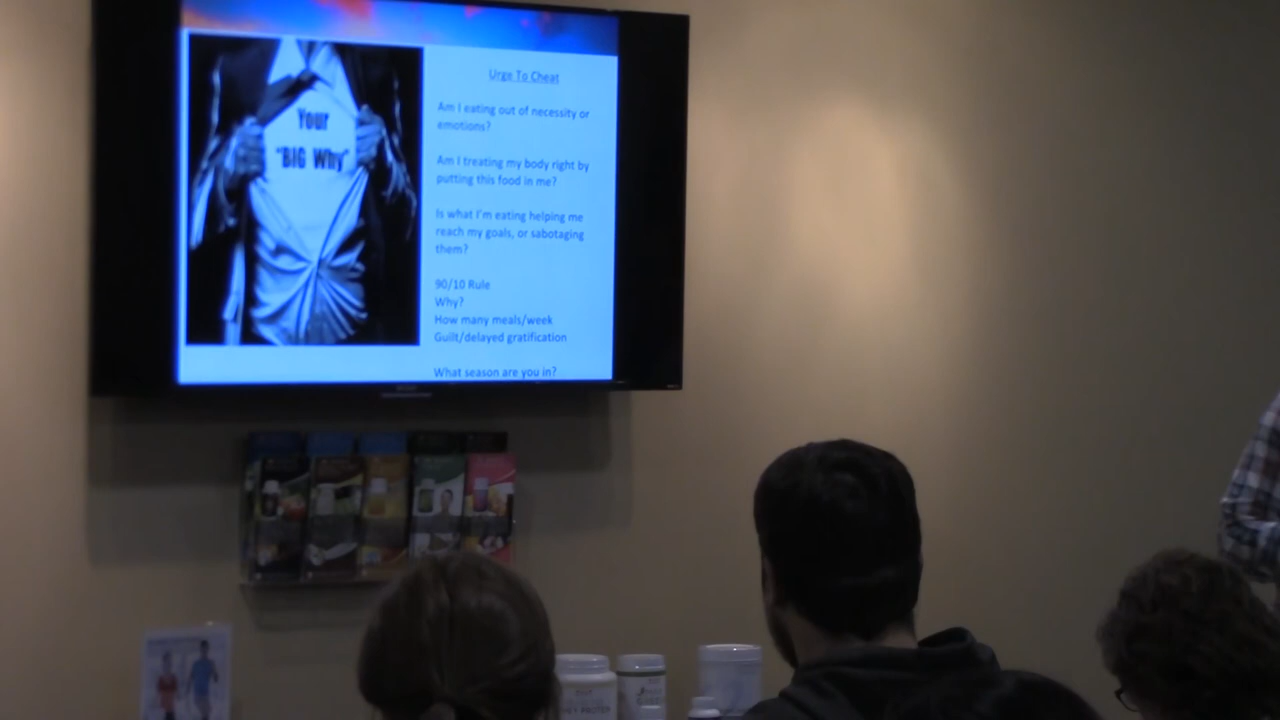 Your
"BIG Why"
Urge To Cheat
Am I eating out of necessity or
emotions?
Am I treating my body right by
putting this food in me?
Is what I'm eating helping me
reach my goals, or sabotaging
them?
90/10 Rule
Why?
How many meals/week
Guilt/delayed gratification
What season are you in?
PROTEIN